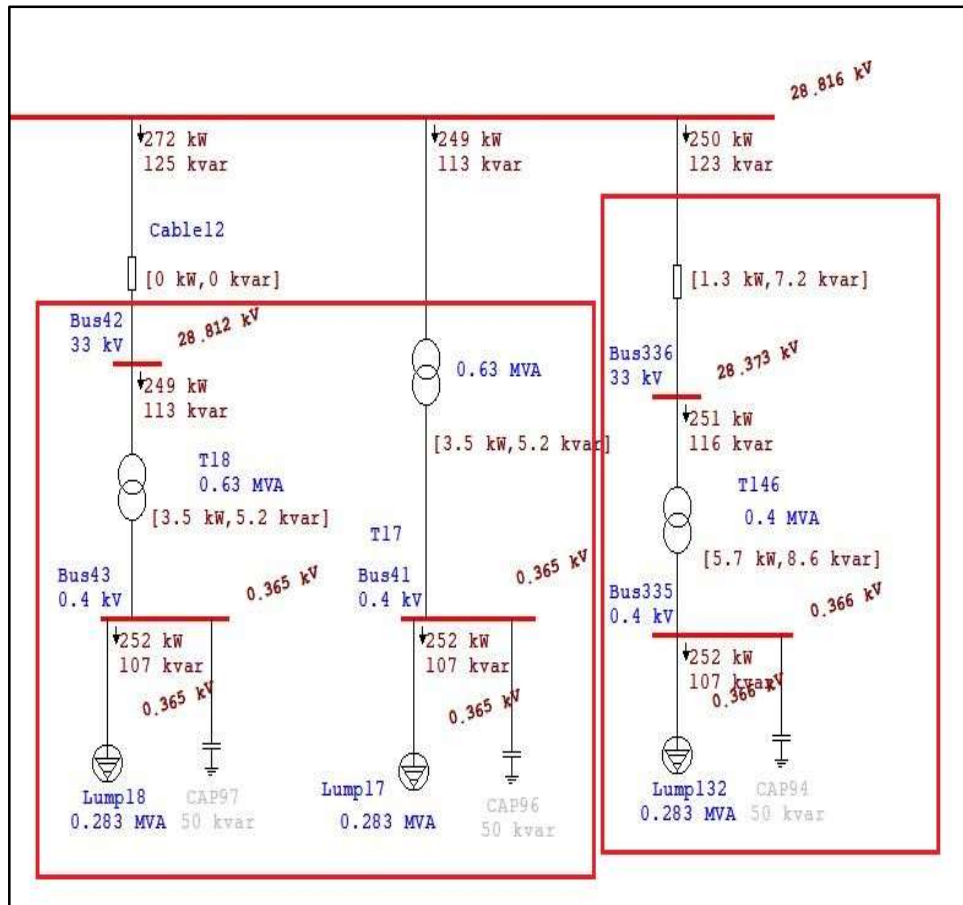 28.816 kV
272 kW
125 kvar
249 kW
113 kvar
250 kW
123 kvar
Cable12
[0 kW,0 kvar]
[1.3 kW,7.2 kvar]
Bus42
33 kV
28.812 kV
249 kW
113 kvar
0.63 MVA
Bus336
33 kV
28.373 kV
251 kW
116 kvar
T18
0.63 MVA
[3.5 kW,5.2 kvar]
[3.5 kW,5.2 kvar]
T146
0.4 MVA
[5.7 kW,8.6 kvar]
T17
Bus43
0.4 kV
0.365 kV
Bus41
0.4 kV
0.365 kV
Bus335
0.4 kV
0.366 kV
252 kW
107 kvar
0.365 kV
252 kW
107 kvar
0.365 kV
252 kW
107 kvar
0.366 kV
Lump18
0.283 MVA
CAP97
50 kvar
Lump17
0.283 MVA
CAP96
50 kvar
Lump132
0.283 MVA
CAP94
50 kvar